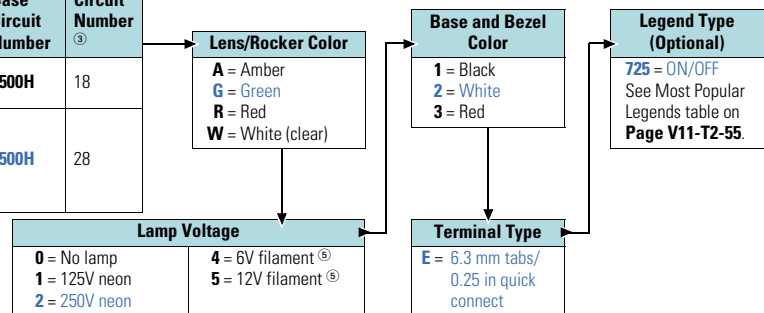 Circuit
Circuit
Number
③
500H
18
500H
28
Lens/Rocker Color
A = Amber
G = Green
R = Red
W = White (clear)
Base and Bezel
Color
1 = Black
2 = White
3 = Red
Legend Type
(Optional)
725 = ON/OFF
See Most Popular
Legends table on
Page V11-T2-55.
Lamp Voltage
0 = No lamp
1 = 125V neon
2 = 250V neon
4 = 6V filament ⑤
5 = 12V filament ⑤
Terminal Type
E = 6.3 mm tabs/
0.25 in quick
connect